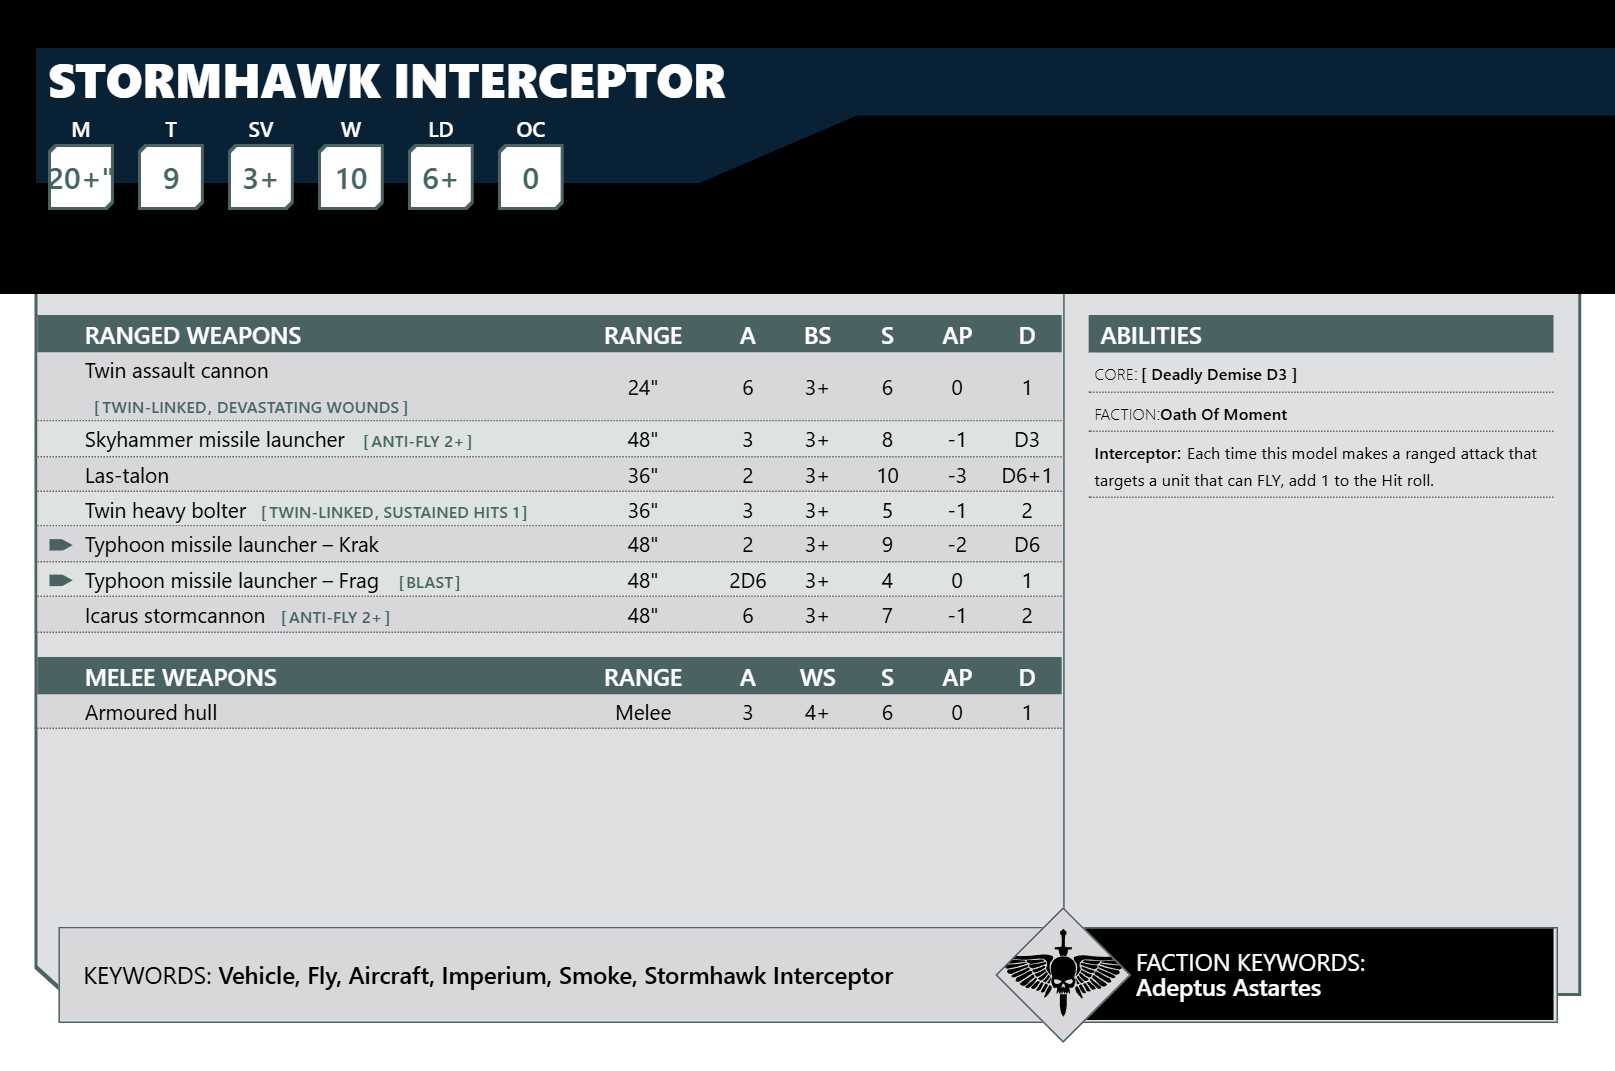 STORMHAWK INTERCEPTOR
M T SV W LD OC
20+" 9 3+ 10 6+ 0
RANGED WEAPONS RANGE A BS S AP D
Twin assault cannon
[TWIN-LINKED, DEVASTATING WOUNDS] 24" 6 3+ 6 0 1
Skyhammer missile launcher [ANTI-FLY 2+] 48" 3 3+ 8 -1 D3
Las-talon 36" 2 3+ 10 -3 D6+1
Twin heavy bolter [TWIN-LINKED, SUSTAINED HITS 1] 36" 3 3+ 5 -1 2
Typhoon missile launcher – Krak 48" 2 3+ 9 -2 D6
Typhoon missile launcher – Frag [BLAST] 48" 2D6 3+ 4 0 1
Icarus stormcannon [ANTI-FLY 2+] 48" 6 3+ 7 -1 2
MELEE WEAPONS RANGE A WS S AP D
Armoured hull Melee 3 4+ 6 0 1
ABILITIES
CORE: [ Deadly Demise D3 ]
FACTION:Oath Of Moment
Interceptor: Each time this model makes a ranged attack that
targets a unit that can FLY, add 1 to the Hit roll.
KEYWORDS: Vehicle, Fly, Aircraft, Imperium, Smoke, Stormhawk Interceptor
FACTION KEYWORDS:
Adeptus Astartes